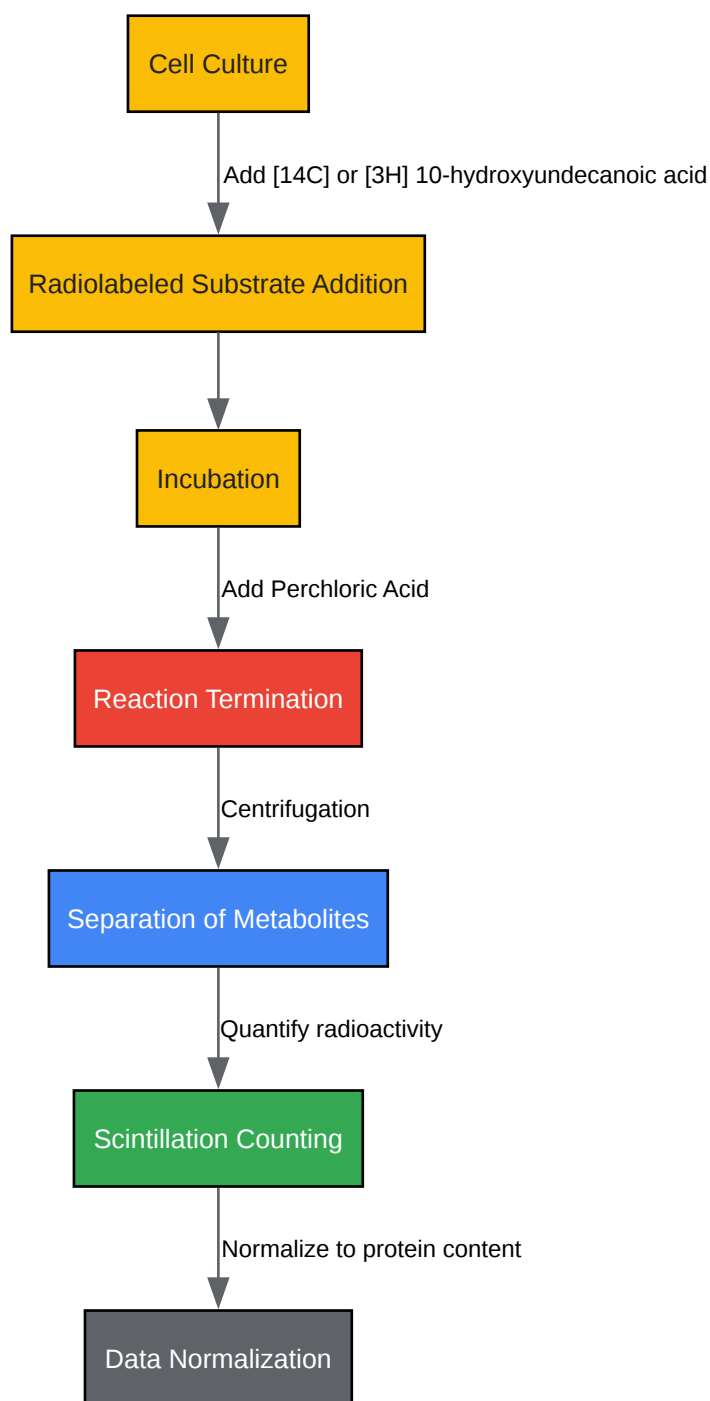 Cell Culture
Add [14C] or [3H] 10-hydroxyundecanoic acid
Radiolabeled Substrate Addition
Incubation
Add Perchloric Acid
Reaction Termination
Centrifugation
Separation of Metabolites
Quantify radioactivity
Scintillation Counting
Normalize to protein content
Data Normalization